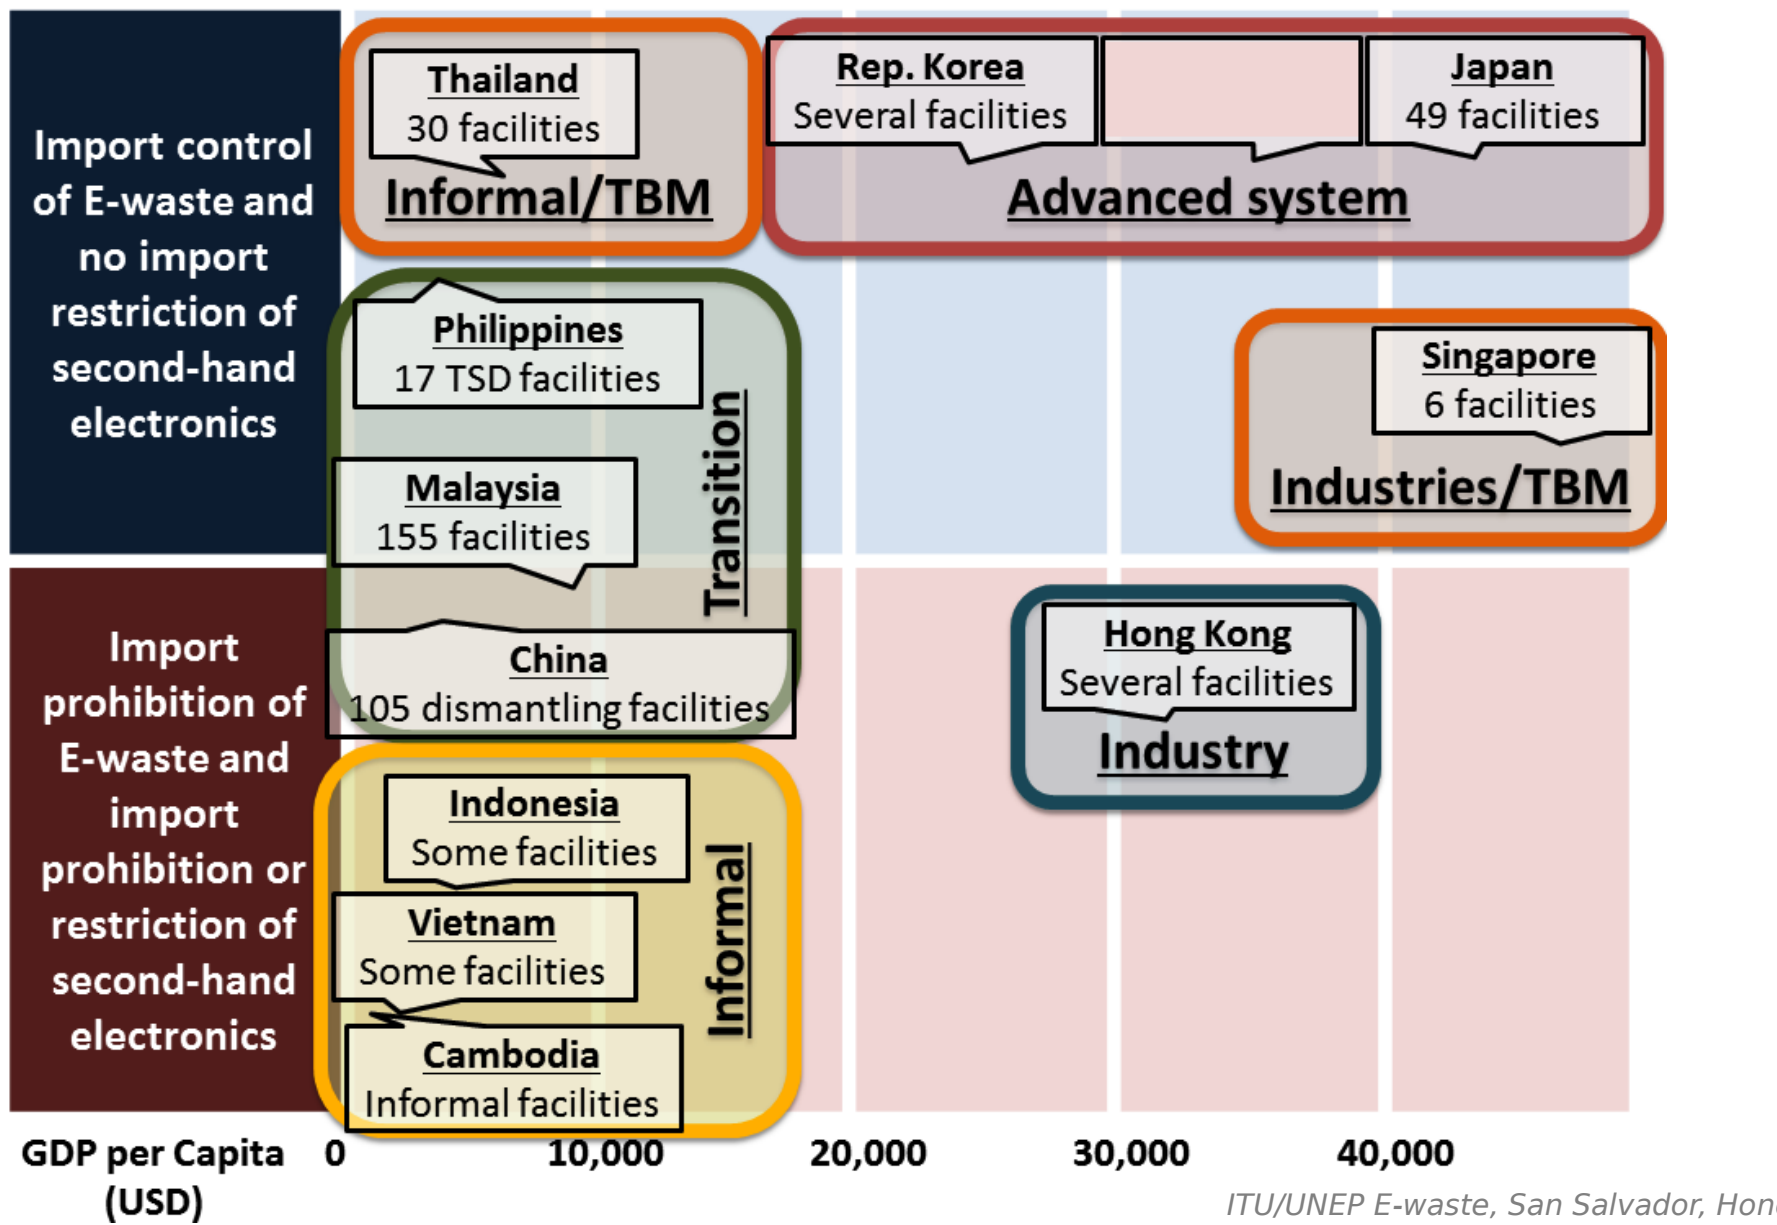 Import control
of E-waste and
no import
restriction of
second-hand
electronics
Thailand
30 facilities
Informal/TBM
Rep. Korea
Several facilities
Japan
49 facilities
Advanced system
Philippines
17 TSD facilities
Malaysia
155 facilities
Transition
Singapore
6 facilities
Industries/TBM
Import
prohibition of
E-waste and
import
prohibition or
restriction of
second-hand
electronics
China
105 dismantling facilities
Hong Kong
Several facilities
Industry
Indonesia
Some facilities
Vietnam
Some facilities
Cambodia
Informal facilities
Informal
GDP per Capita
(USD)
0 10,000 20,000 30,000 40,000
ITU/UNEP E-waste, San Salvador,